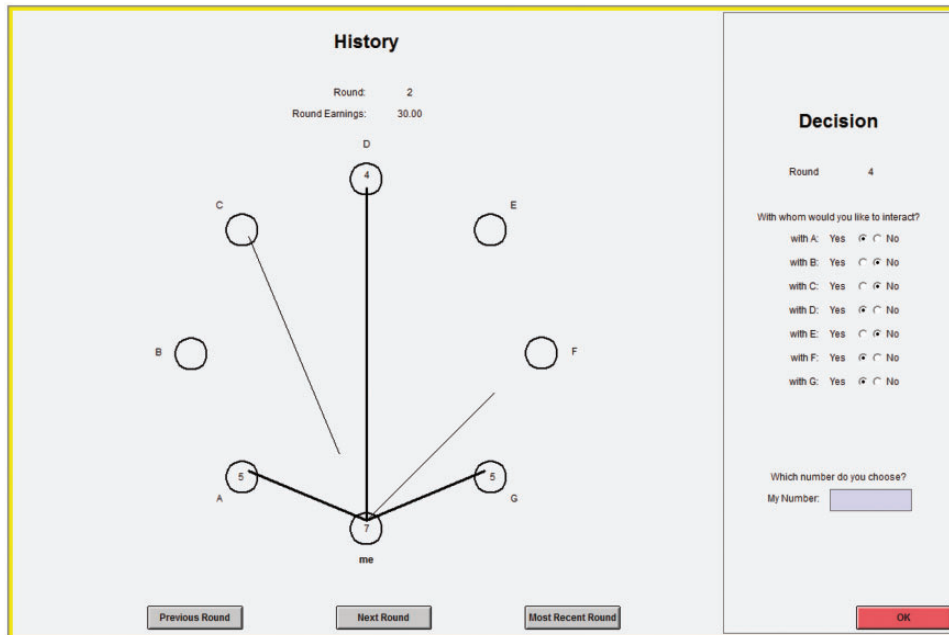 History
Round: 2
Round Earnings: 30.00
D
4
C
E
B
F
5
A
5
G
7
me
Previous Round
Next Round
Most Recent Round
Decision
Round 4
With whom would you like to interact?
with A: Yes No
with B: Yes No
with C: Yes No
with D: Yes No
with E: Yes No
with F: Yes No
with G: Yes No
Which number do you choose?
My Number:
OK